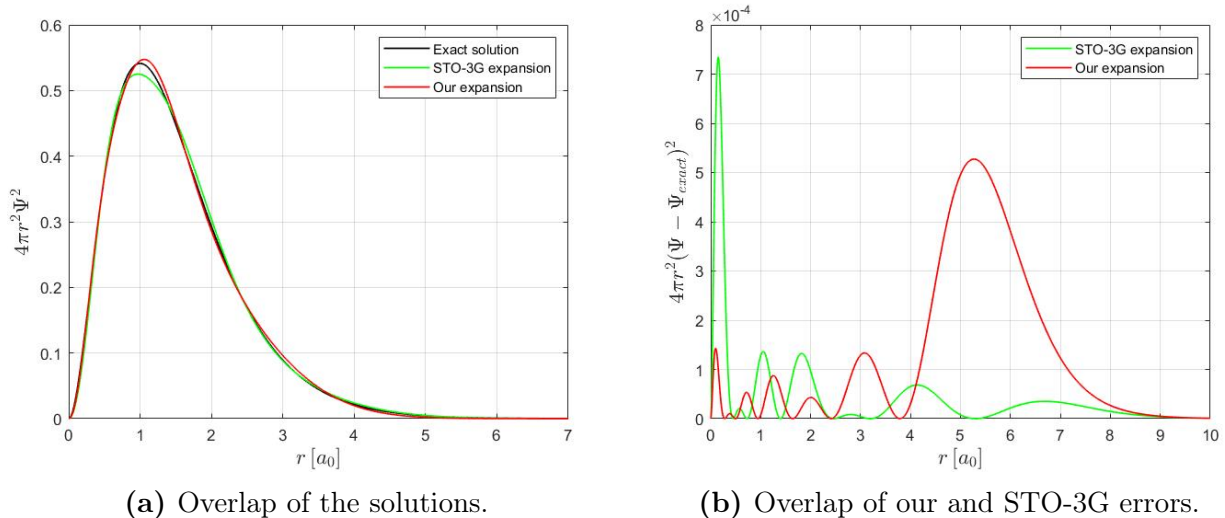 0.6
0.5
0.4
0.3
0.2
0.1
0
0 1 2 3 4 5 6 7
4πr²Ψ²
r [a₀]
Exact solution
STO-3G expansion
Our expansion
(a) Overlap of the solutions.
×10⁻⁴
8
7
6
5
4
3
2
1
0
0 1 2 3 4 5 6 7 8 9 10
4πr²(Ψ − Ψₑₓₐcₜ)²
r [a₀]
STO-3G expansion
Our expansion
(b) Overlap of our and STO-3G errors.